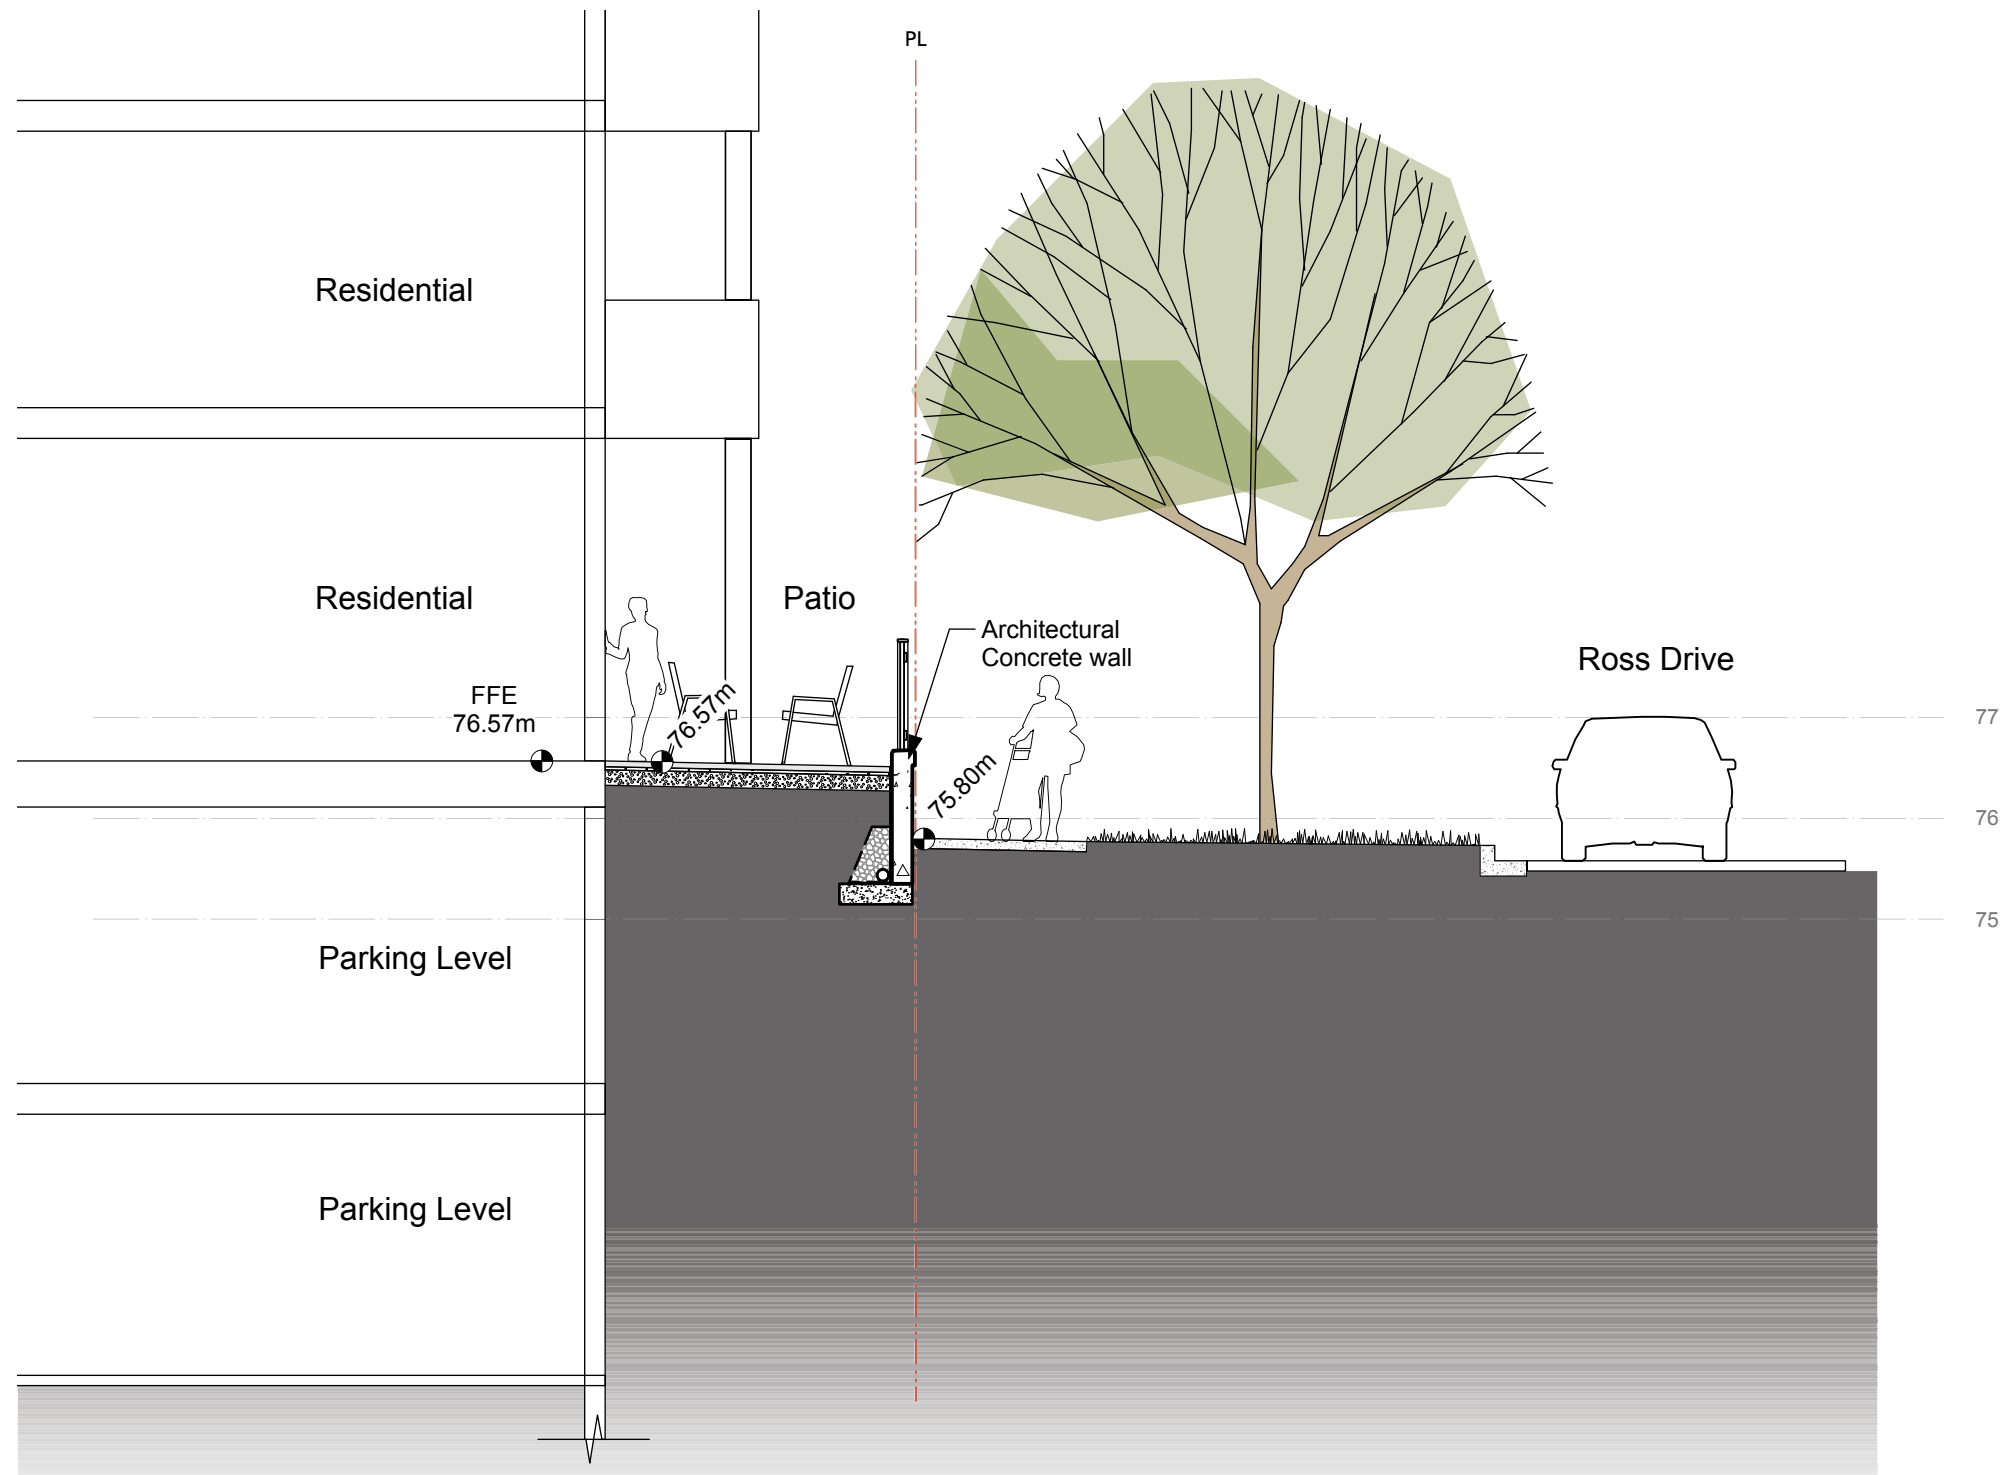 PL
Residential
Residential
Patio
Architectural
Concrete wall
Ross Drive
FFE
76.57m
76.57m
75.80m
77
76
75
Parking Level
Parking Level